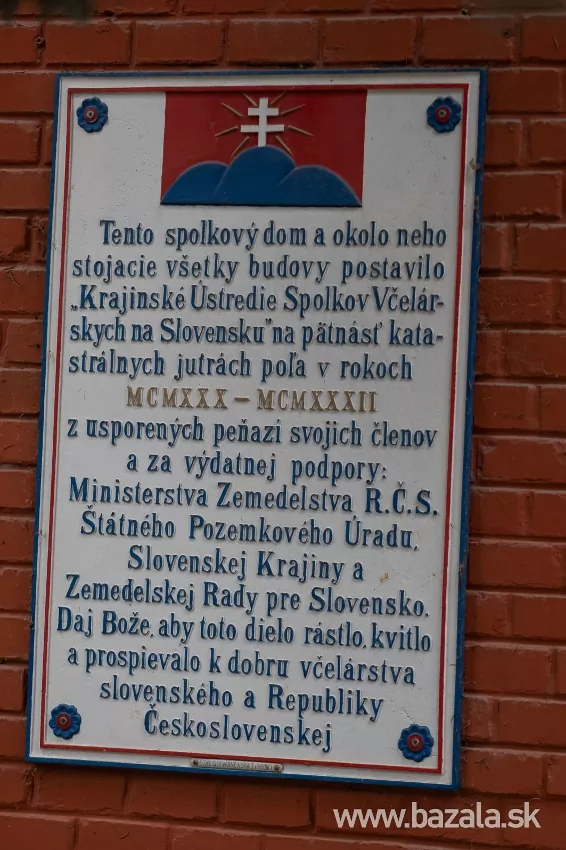 Tento spolkový dom a okolo neho
stojacie všetky budovy postavilo
„Krajinské Ústredie Spolkov Včelár-
skych na Slovensku" na pätnásť kata-
strálnych jutrách poľa v rokoch
MCMXXX – MCMXXXII
z usporených peňazí svojich členov
a za výdatnej podpory:
Ministerstva Zemedelstva R.Č.S.
Štátného Pozemkového Úradu,
Slovenskej Krajiny a
Zemedelskej Rady pre Slovensko.
Daj Bože, aby toto dielo rástlo, kvitlo
a prospievalo k dobru včelárstva
slovenského a Republiky
Československej
www.bazala.sk